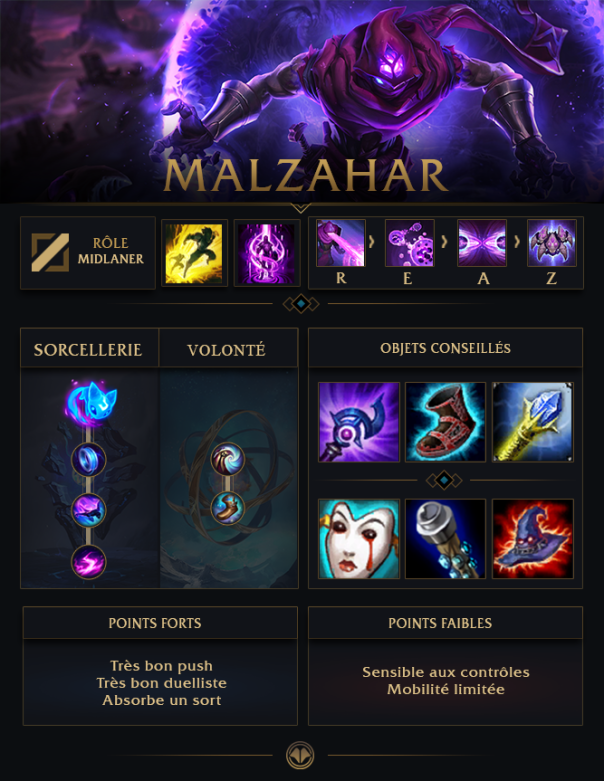 MALZAHAR
RÔLE
MIDLANER
R
E
A
Z
SORCELLERIE
VOLONTÉ
OBJETS CONSEILLÉS
POINTS FORTS
Très bon push
Très bon duelliste
Absorbe un sort
POINTS FAIBLES
Sensible aux contrôles
Mobilité limitée